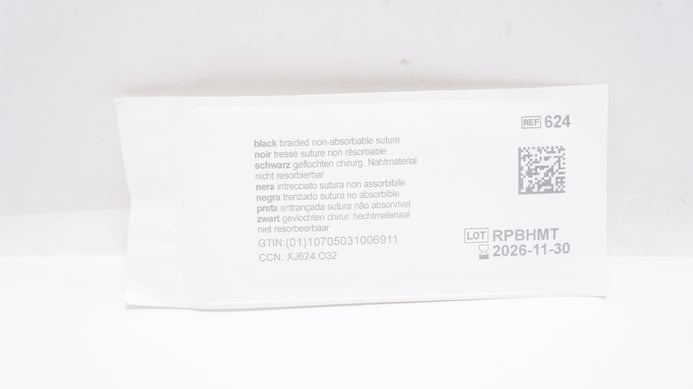 black braided non-absorbable suture
noir tressé suture non résorbable
schwarz geflochten chirurg. Nahtmaterial
nicht resorbierbar
nera intrecciato sutura non assorbibile
negra trenzado sutura no absorbible
preta entrançada sutura não absorvível
zwart gevlochten chirur. hechtmateriaal
niet resorbeerbaar
GTIN:(01)10705031006911
CCN: XJ624.O32
REF 624
LOT RPBHMT
2026-11-30